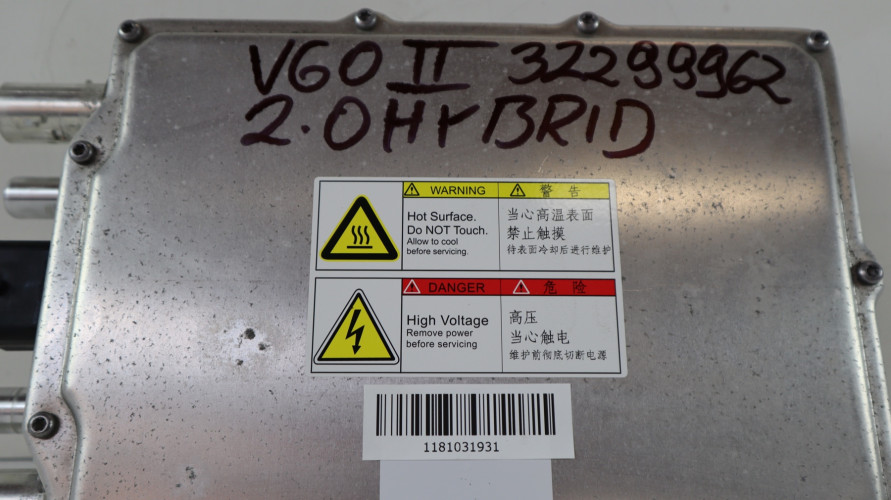 V60 II 32299962
2.0 HYBRID
WARNING
警 告
Hot Surface.
Do NOT Touch.
Allow to cool
before servicing.
当心高温表面
禁止触摸
待表面冷却后进行维护
DANGER
危 险
High Voltage
Remove power
before servicing
高压
当心触电
维护前彻底切断电源
1181031931